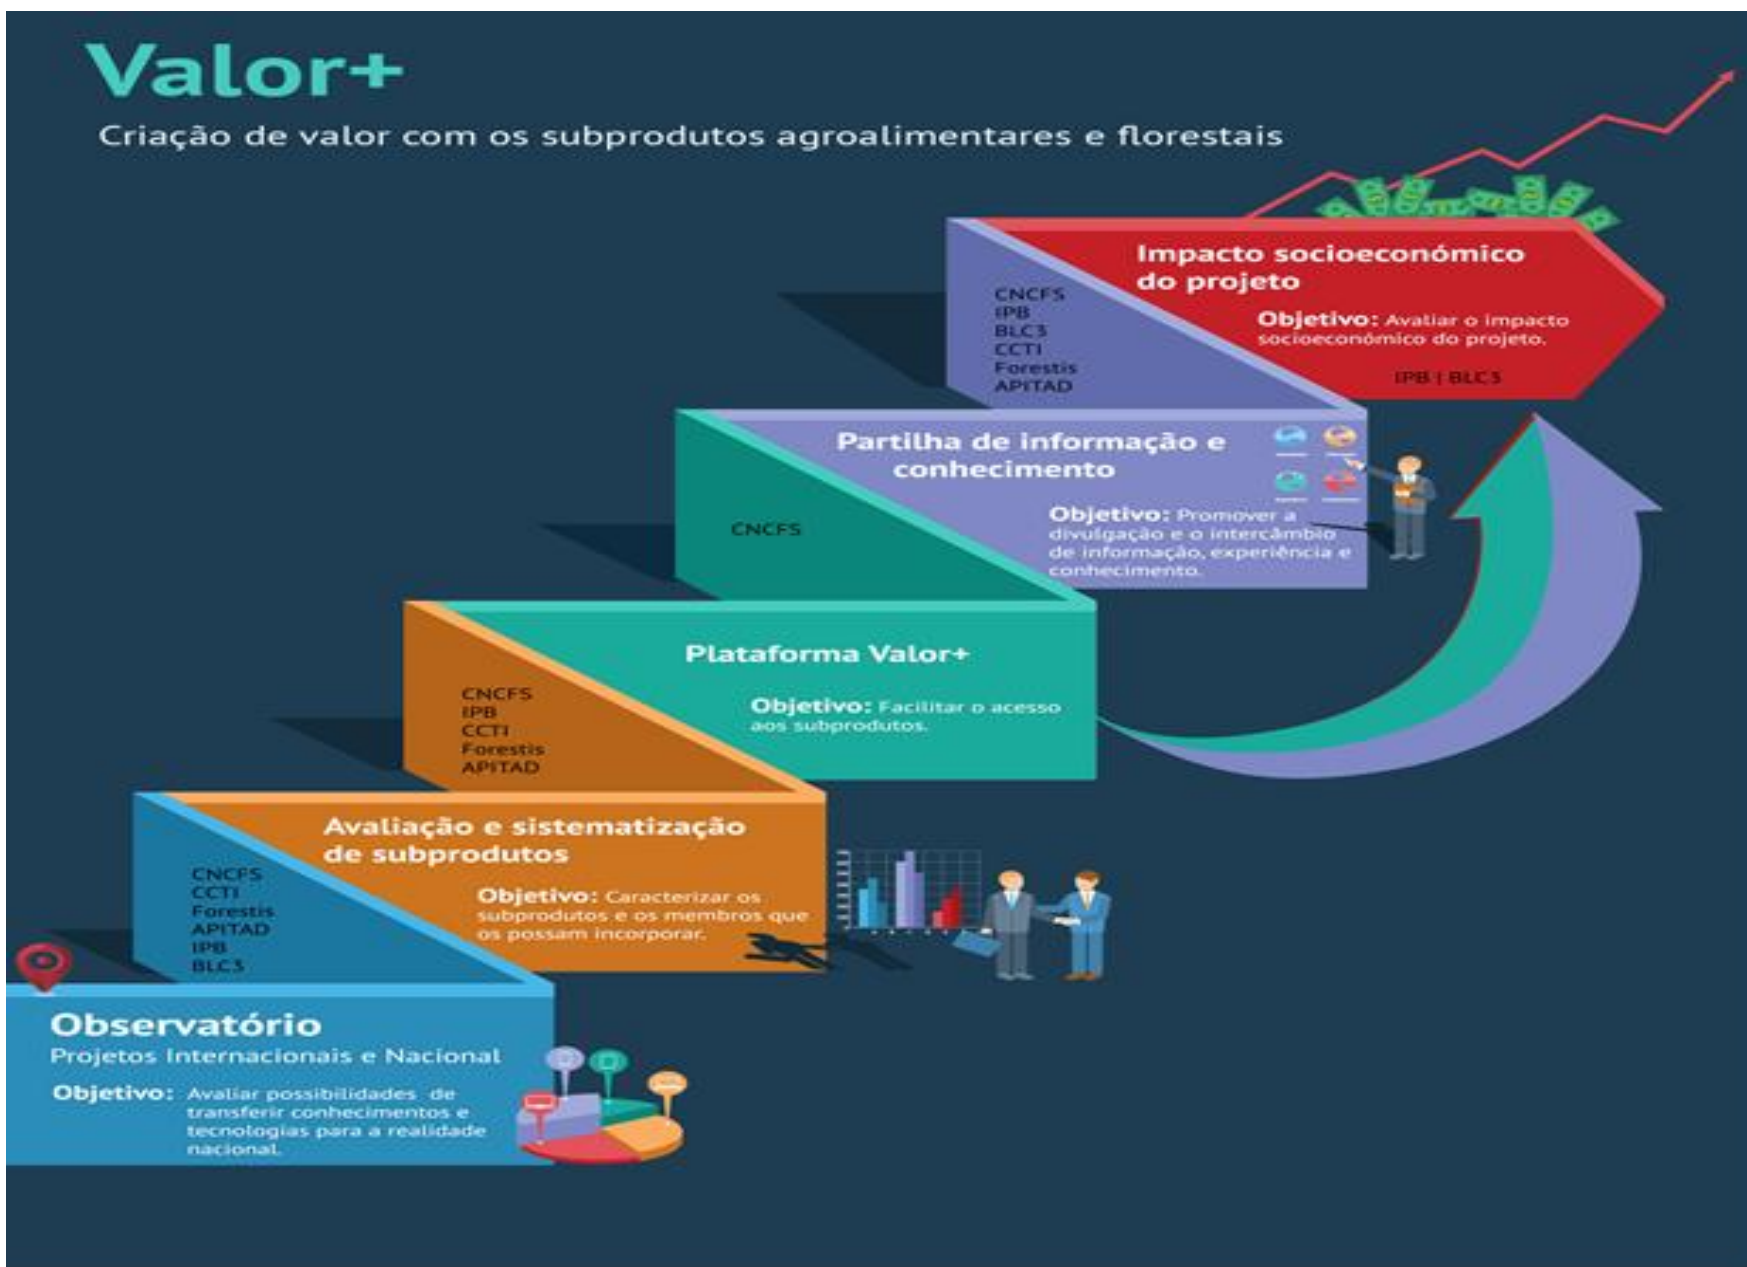 Valor+
Criação de valor com os subprodutos agroalimentares e florestais
Impacto socioeconómico
do projeto
Objetivo: Avaliar o impacto
socioeconómico do projeto.
IPB | BLC3
CNCFS
IPB
BLC3
CCTI
Forestis
APITAD
Partilha de informação e
conhecimento
Objetivo: Promover a
divulgação e o intercâmbio
de informação, experiência e
conhecimento.
CNCFS
Plataforma Valor+
Objetivo: Facilitar o acesso
aos subprodutos.
CNCFS
IPB
CCTI
Forestis
APITAD
Avaliação e sistematização
de subprodutos
Objetivo: Caracterizar os
subprodutos e os membros que
os possam incorporar.
CNCFS
CCTI
Forestis
APITAD
IPB
BLC3
Observatório
Projetos Internacionais e Nacional
Objetivo: Avaliar possibilidades de
transferir conhecimentos e
tecnologias para a realidade
nacional.